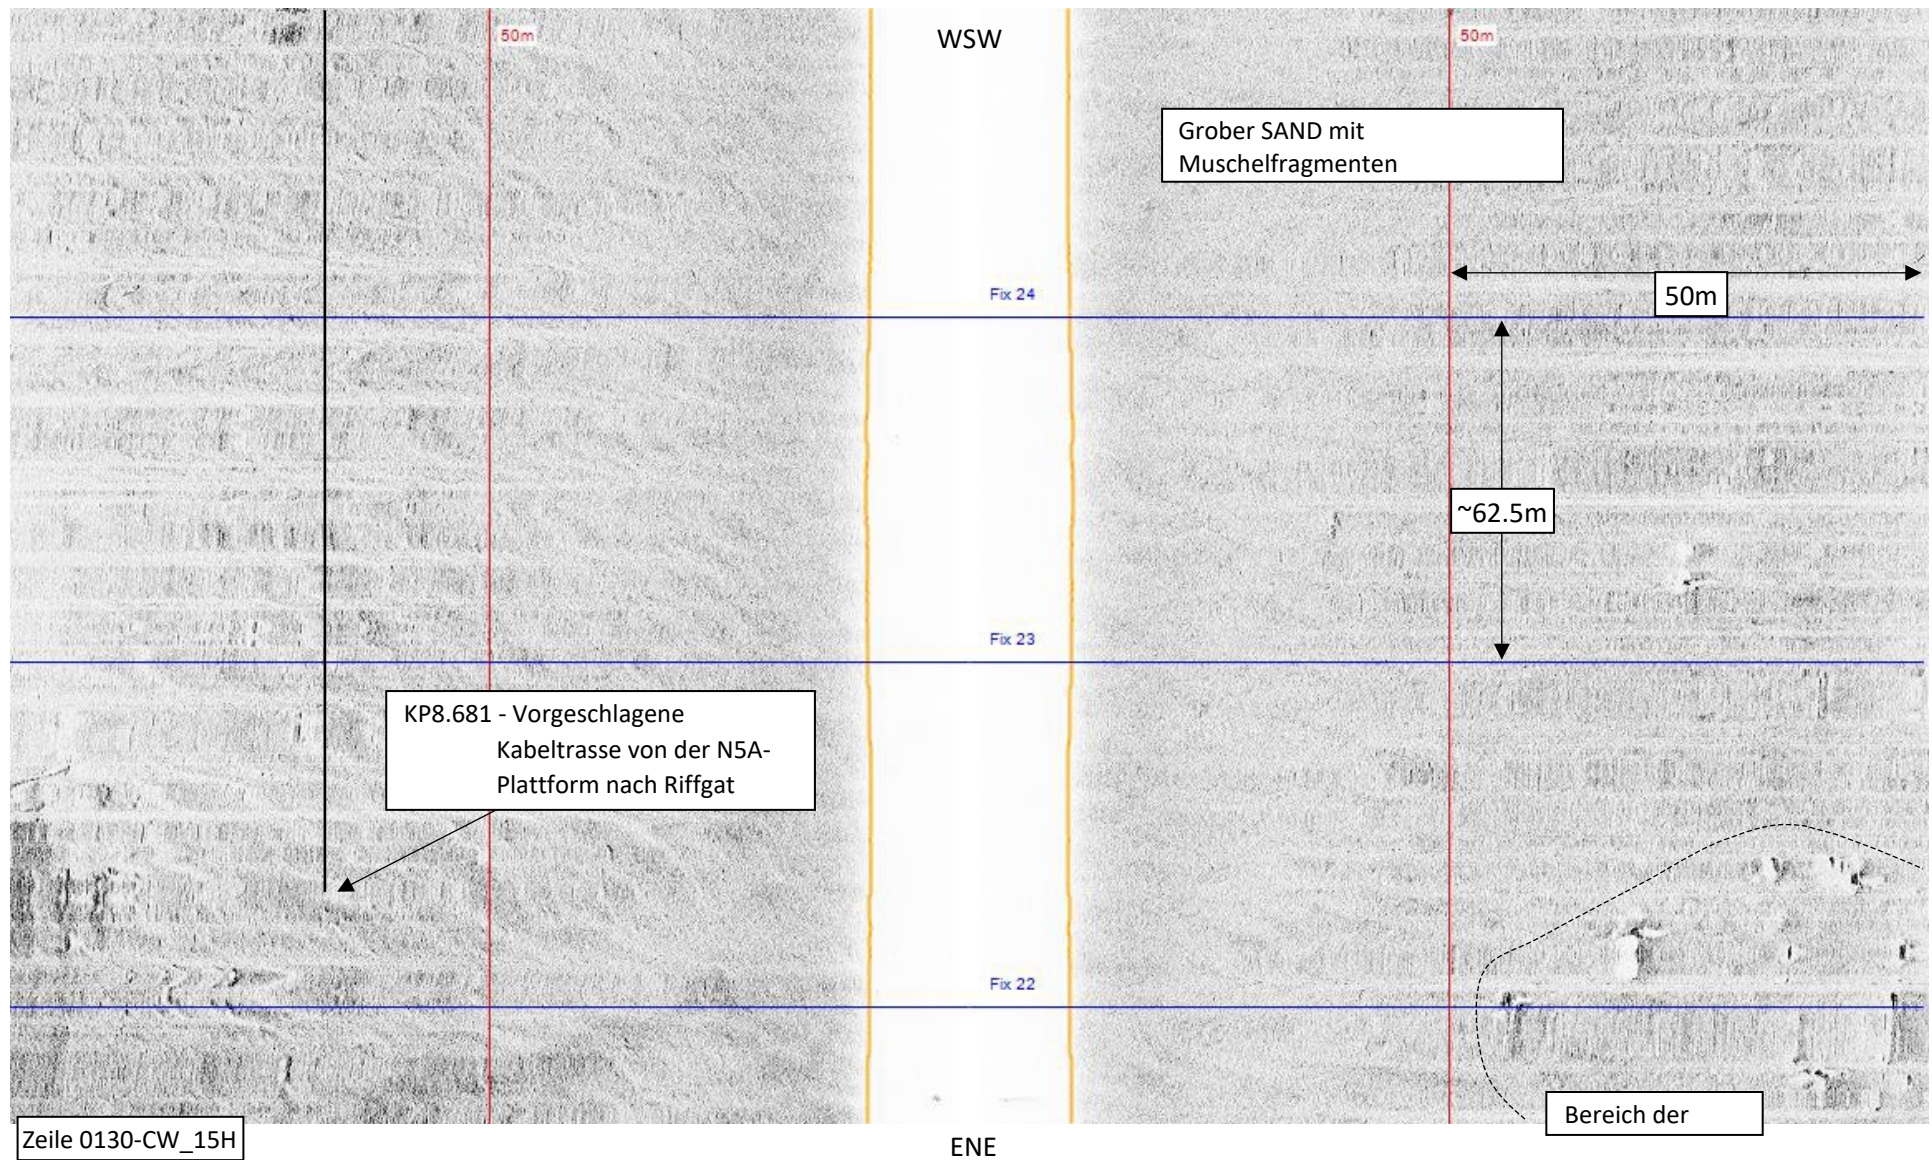 50m
WSW
50m
Grober SAND mit
Muschelfragmenten
Fix 24
50m
~62.5m
Fix 23
KP8.681 - Vorgeschlagene
Kabeltrasse von der N5A-
Plattform nach Riffgat
Fix 22
Bereich der
Zeile 0130-CW_15H
ENE